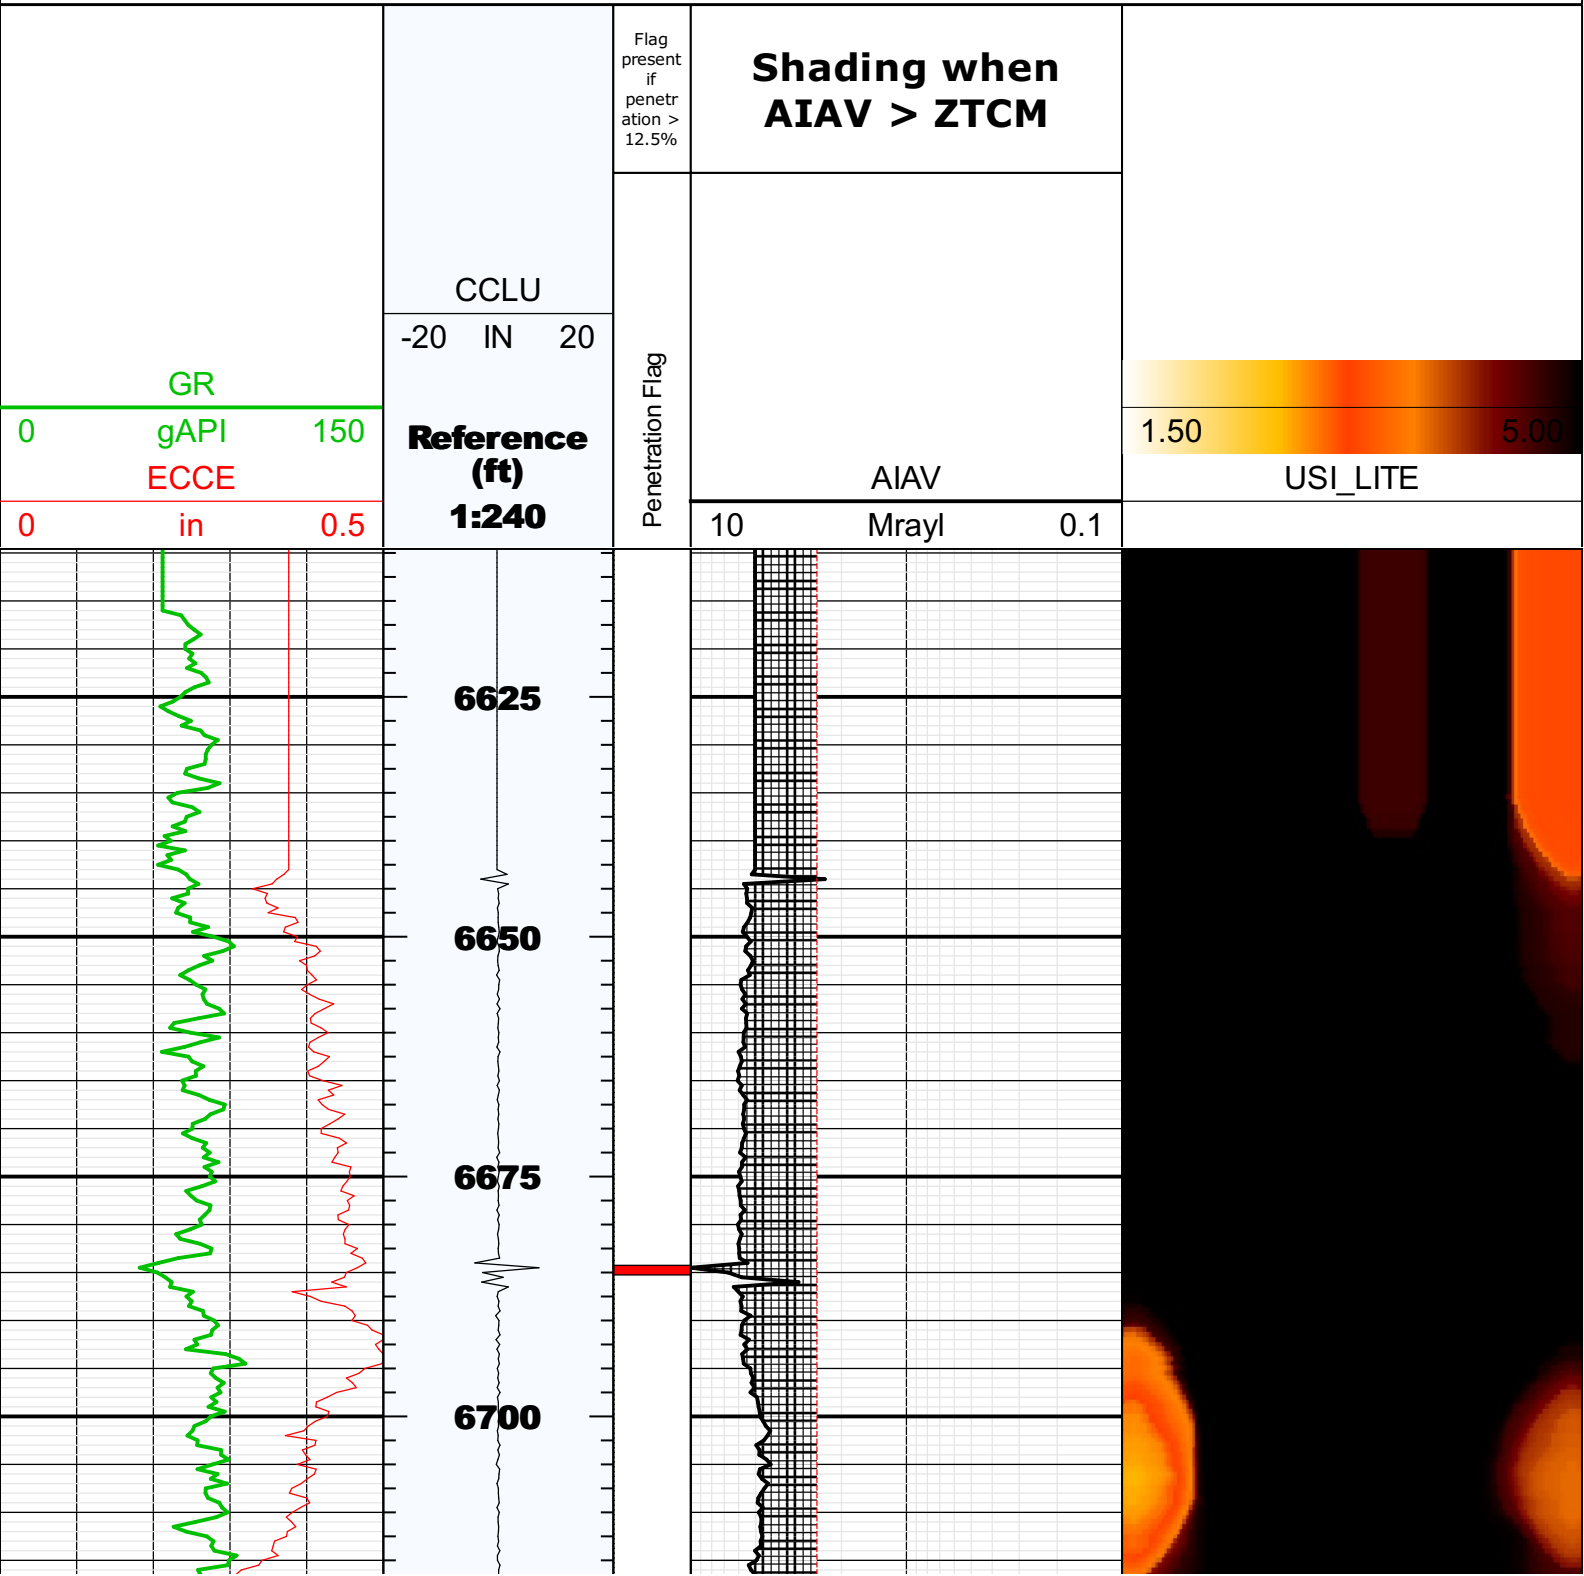 Flag
present
if
penetr
ation >
12.5%
Shading when
AIAV > ZTCM
CCLU
-20 IN 20
GR
0 gAPI 150
ECCE
0 in 0.5
Reference
(ft)
1:240
Penetration Flag
AIAV
10 Mrayl 0.1
1.50 5.00
USI_LITE
6625
6650
6675
6700